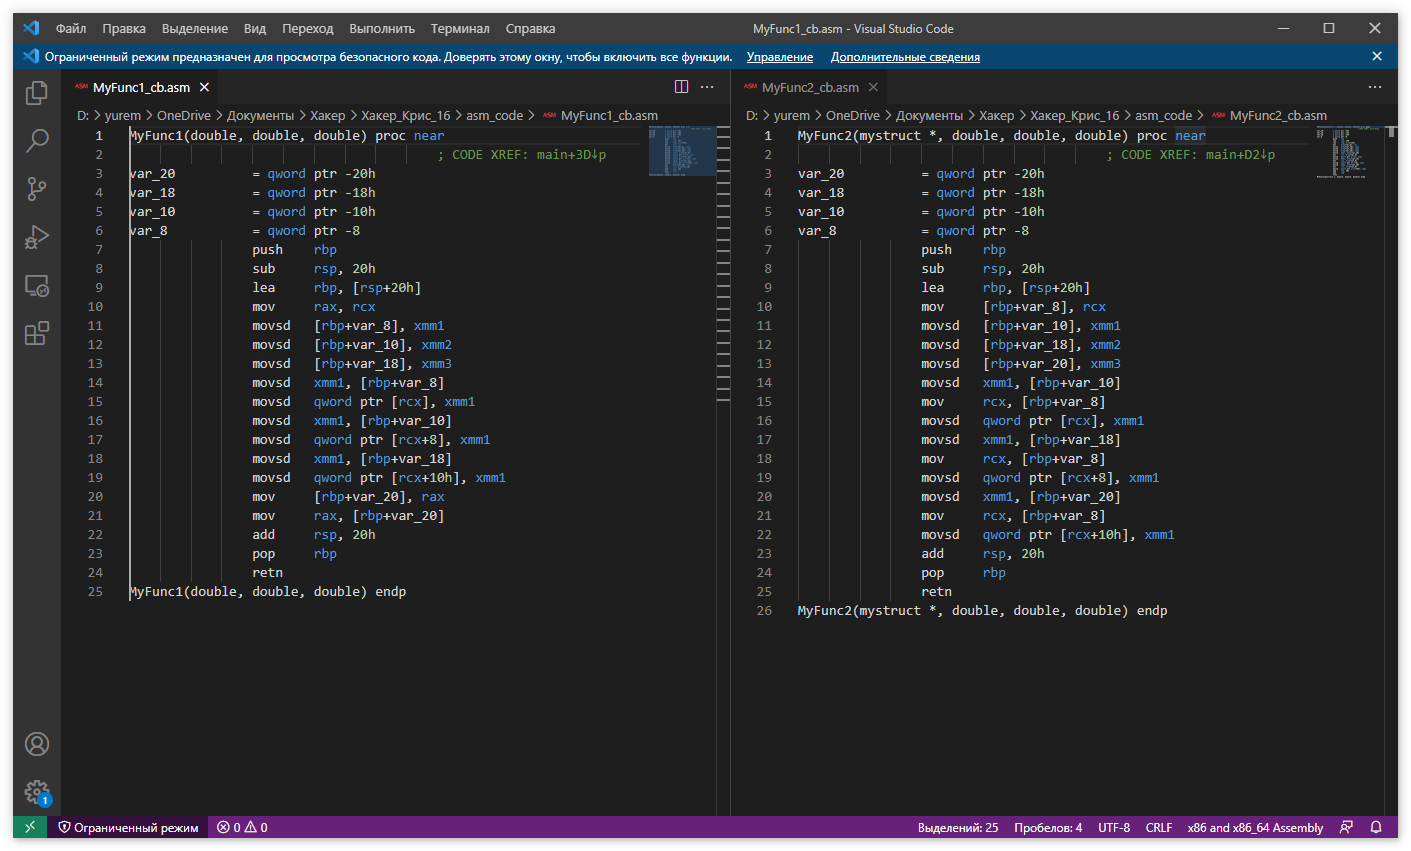 Файл Правка Выделение Вид Переход Выполнить Терминал Справка MyFunc1_cb.asm - Visual Studio Code
Ограниченный режим предназначен для просмотра безопасного кода. Доверять этому окну, чтобы включить все функции. Управление Дополнительные сведения
ASM MyFunc1_cb.asm
D: > yurem > OneDrive > Документы > Хакер > Хакер_Крис_16 > asm_code > ASM MyFunc1_cb.asm
1 MyFunc1(double, double, double) proc near
2 ; CODE XREF: main+3D↓p
3 var_20 = qword ptr -20h
4 var_18 = qword ptr -18h
5 var_10 = qword ptr -10h
6 var_8 = qword ptr -8
7 push rbp
8 sub rsp, 20h
9 lea rbp, [rsp+20h]
10 mov rax, rcx
11 movsd [rbp+var_8], xmm1
12 movsd [rbp+var_10], xmm2
13 movsd [rbp+var_18], xmm3
14 movsd xmm1, [rbp+var_8]
15 movsd qword ptr [rcx], xmm1
16 movsd xmm1, [rbp+var_10]
17 movsd qword ptr [rcx+8], xmm1
18 movsd xmm1, [rbp+var_18]
19 movsd qword ptr [rcx+10h], xmm1
20 mov [rbp+var_20], rax
21 mov rax, [rbp+var_20]
22 add rsp, 20h
23 pop rbp
24 retn
25 MyFunc1(double, double, double) endp
ASM MyFunc2_cb.asm
D: > yurem > OneDrive > Документы > Хакер > Хакер_Крис_16 > asm_code > ASM MyFunc2_cb.asm
1 MyFunc2(mystruct *, double, double, double) proc near
2 ; CODE XREF: main+D2↓p
3 var_20 = qword ptr -20h
4 var_18 = qword ptr -18h
5 var_10 = qword ptr -10h
6 var_8 = qword ptr -8
7 push rbp
8 sub rsp, 20h
9 lea rbp, [rsp+20h]
10 mov [rbp+var_8], rcx
11 movsd [rbp+var_10], xmm1
12 movsd [rbp+var_18], xmm2
13 movsd [rbp+var_20], xmm3
14 movsd xmm1, [rbp+var_10]
15 mov rcx, [rbp+var_8]
16 movsd qword ptr [rcx], xmm1
17 movsd xmm1, [rbp+var_18]
18 mov rcx, [rbp+var_8]
19 movsd qword ptr [rcx+8], xmm1
20 movsd xmm1, [rbp+var_20]
21 mov rcx, [rbp+var_8]
22 movsd qword ptr [rcx+10h], xmm1
23 add rsp, 20h
24 pop rbp
25 retn
26 MyFunc2(mystruct *, double, double, double) endp
1
Ограниченный режим 0 0 Выделений: 25 Пробелов: 4 UTF-8 CRLF x86 and x86_64 Assembly